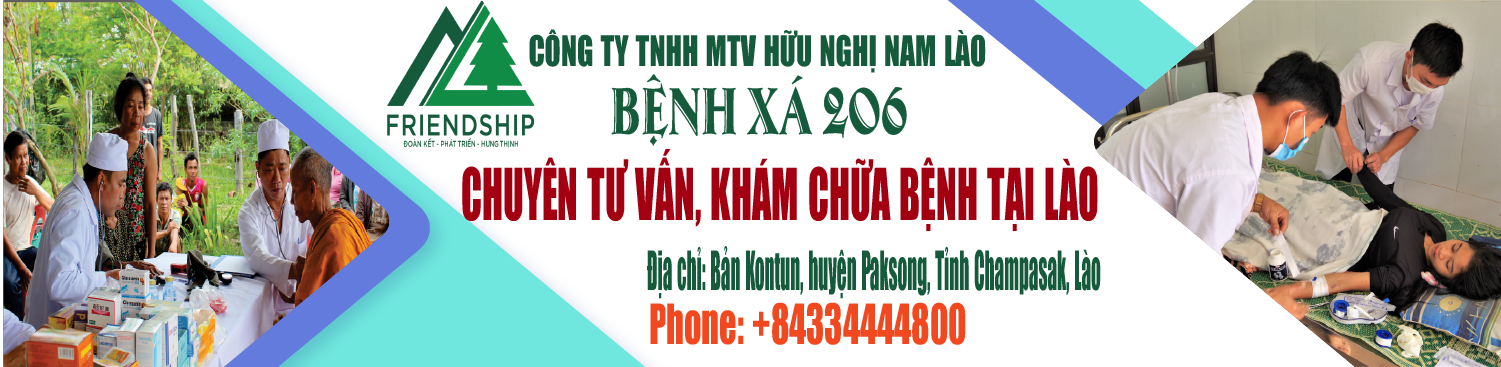 CÔNG TY TNHH MTV HỮU NGHỊ NAM LÀO
BỆNH XÁ 206
FRIENDSHIP
ĐOÀN KẾT - PHÁT TRIỂN - HƯNG THỊNH
CHUYÊN TƯ VẤN, KHÁM CHỮA BỆNH TẠI LÀO
Địa chỉ: Bản Kontun, huyện Paksong, Tỉnh Champasak, Lào
Phone: +84334444800